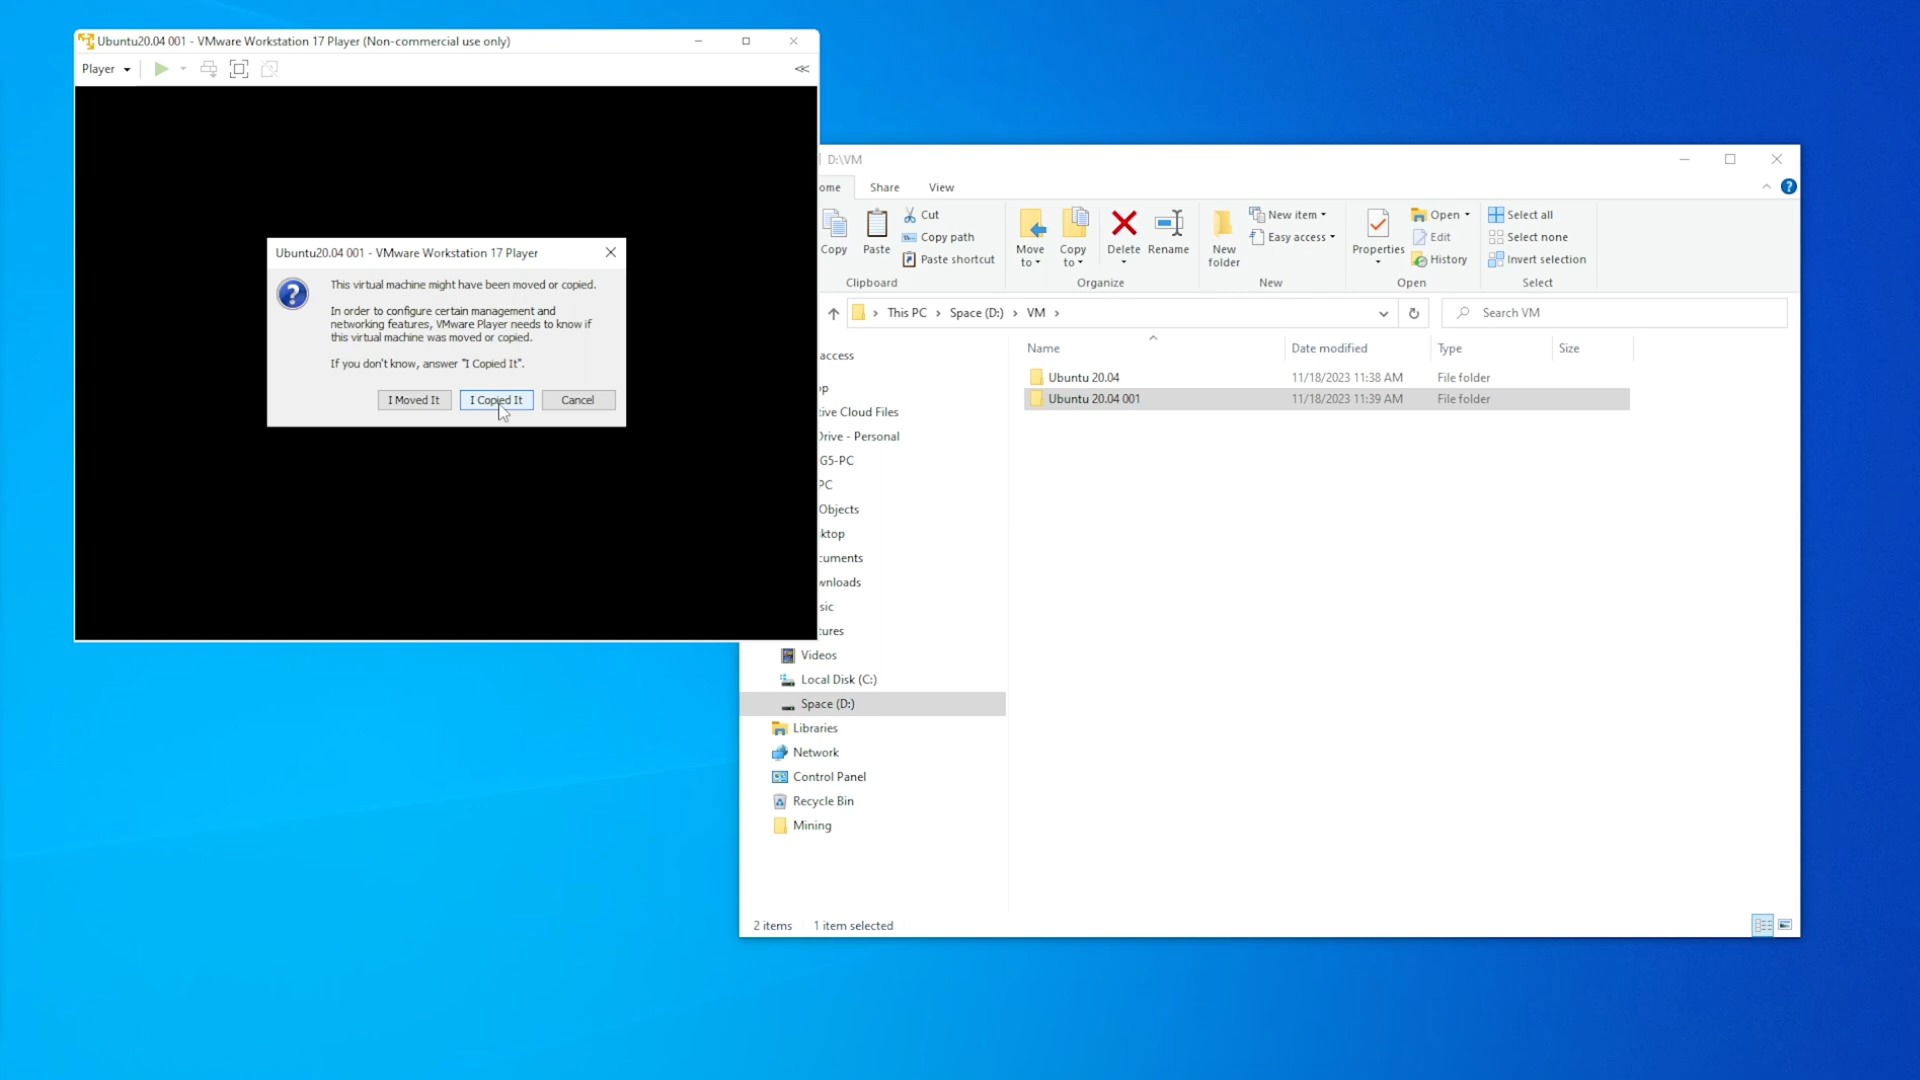 Ubuntu20.04 001 - VMware Workstation 17 Player (Non-commercial use only)
Player
Ubuntu20.04 001 - VMware Workstation 17 Player
This virtual machine might have been moved or copied.
In order to configure certain management and
networking features, VMware Player needs to know if
this virtual machine was moved or copied.
If you don't know, answer "I Copied It".
I Moved It
I Copied It
Cancel
D:\VM
ome
Share
View
Copy
Paste
Cut
Copy path
Paste shortcut
Clipboard
Move
to
Copy
to
Delete
Rename
Organize
New
folder
New item
Easy access
New
Properties
Open
Edit
History
Open
Select all
Select none
Invert selection
Select
This PC
Space (D:)
VM
Search VM
Name
Date modified
Type
Size
Ubuntu 20.04
11/18/2023 11:38 AM
File folder
Ubuntu 20.04 001
11/18/2023 11:39 AM
File folder
access
op
tive Cloud Files
Drive - Personal
G5-PC
PC
Objects
ktop
cuments
wnloads
sic
tures
Videos
Local Disk (C:)
Space (D:)
Libraries
Network
Control Panel
Recycle Bin
Mining
2 items
1 item selected